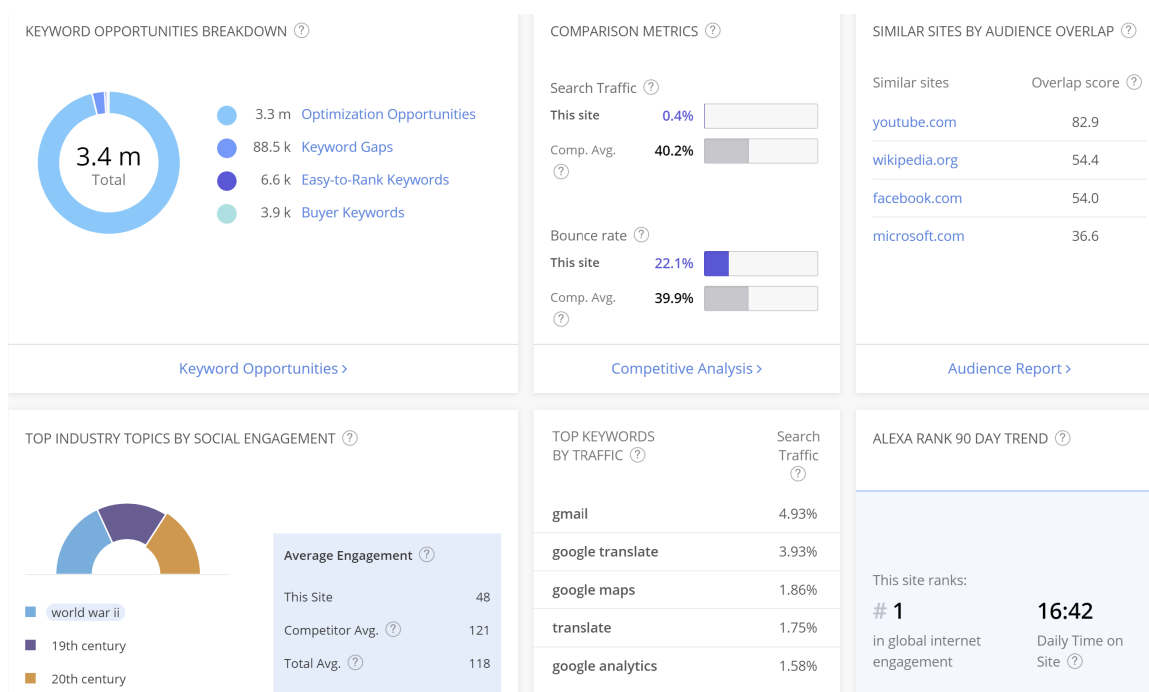 KEYWORD OPPORTUNITIES BREAKDOWN ?
3.4 m
Total
3.3 m Optimization Opportunities
88.5 k Keyword Gaps
6.6 k Easy-to-Rank Keywords
3.9 k Buyer Keywords
Keyword Opportunities >
COMPARISON METRICS ?
Search Traffic ?
This site 0.4%
Comp. Avg. 40.2%
?
Bounce rate ?
This site 22.1%
Comp. Avg. 39.9%
?
Competitive Analysis >
SIMILAR SITES BY AUDIENCE OVERLAP ?
Similar sites Overlap score ?
youtube.com 82.9
wikipedia.org 54.4
facebook.com 54.0
microsoft.com 36.6
Audience Report >
TOP INDUSTRY TOPICS BY SOCIAL ENGAGEMENT ?
world war ii
19th century
20th century
Average Engagement ?
This Site 48
Competitor Avg. ? 121
Total Avg. ? 118
TOP KEYWORDS
BY TRAFFIC ?
Search
Traffic
?
gmail 4.93%
google translate 3.93%
google maps 1.86%
translate 1.75%
google analytics 1.58%
ALEXA RANK 90 DAY TREND ?
This site ranks:
# 1
in global internet
engagement
16:42
Daily Time on
Site ?